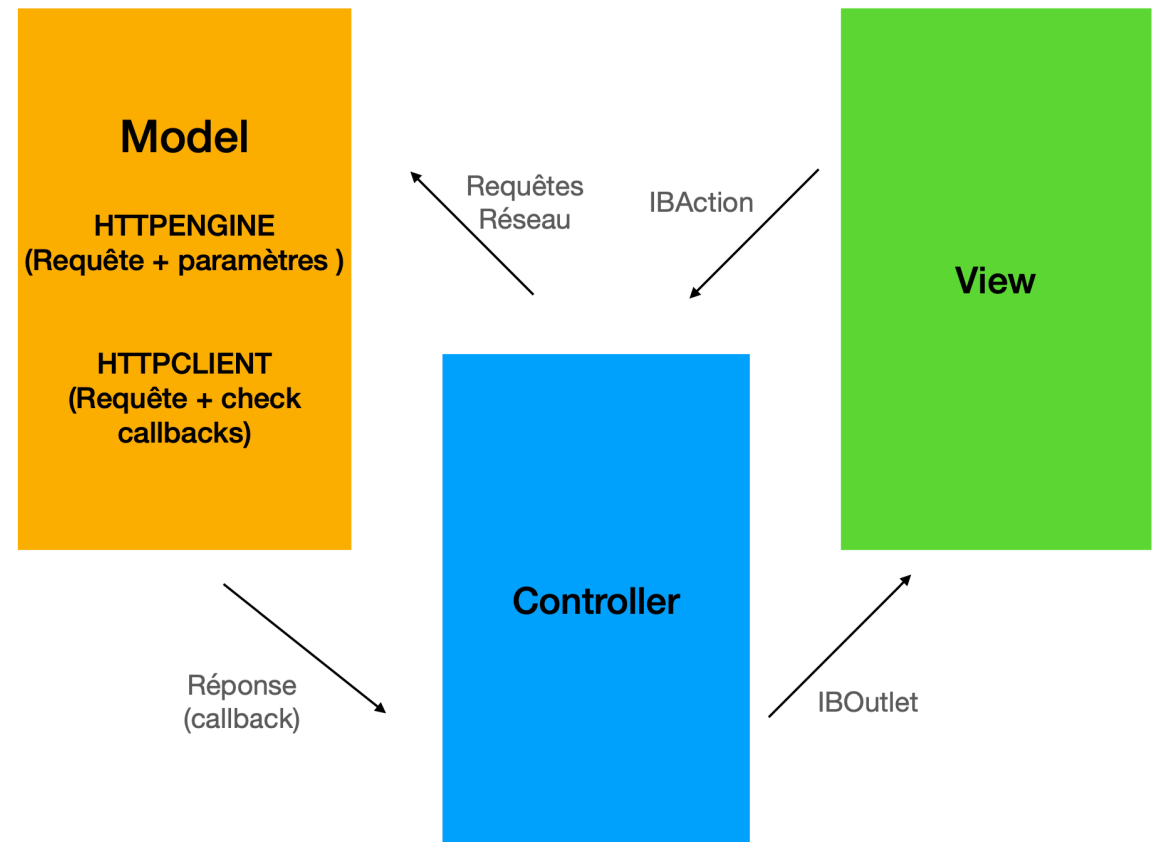 Model
HTTPENGINE
(Requête + paramètres )
HTTPCLIENT
(Requête + check
callbacks)
Requêtes
Réseau
IBAction
View
Controller
Réponse
(callback)
IBOutlet